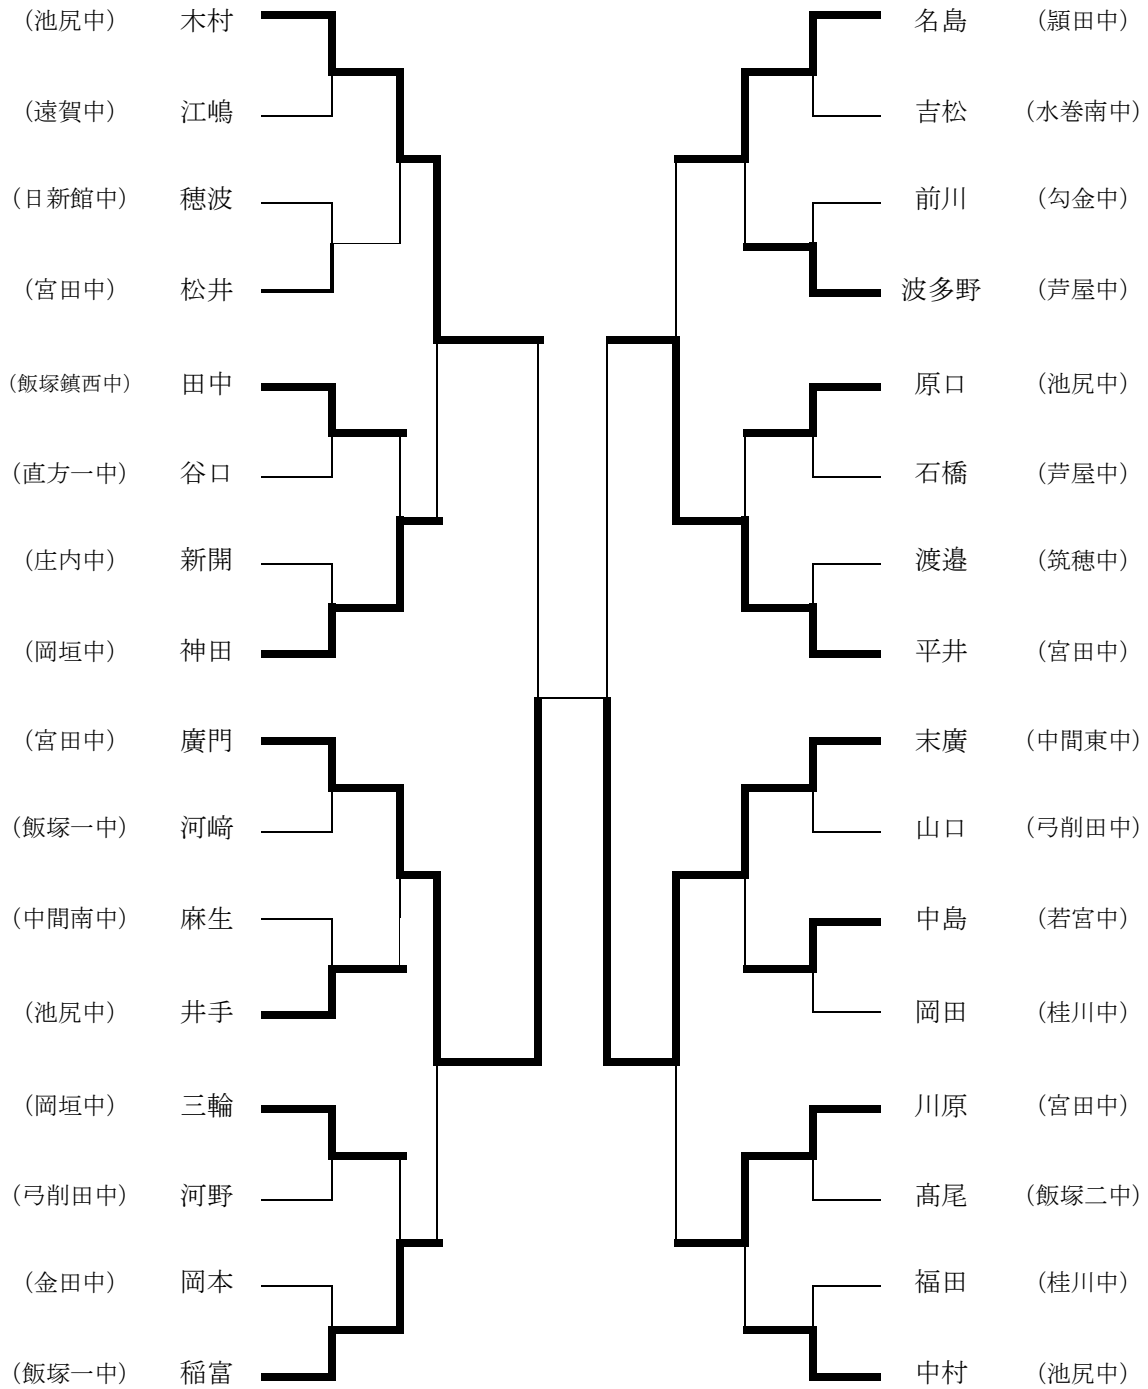 (池尻中) 木村 名島 (頴田中)
(遠賀中) 江嶋 吉松 (水巻南中)
(日新館中) 穂波 前川 (勾金中)
(宮田中) 松井 波多野 (芦屋中)
(飯塚鎮西中) 田中 原口 (池尻中)
(直方一中) 谷口 石橋 (芦屋中)
(庄内中) 新開 渡邉 (筑穂中)
(岡垣中) 神田 平井 (宮田中)
(宮田中) 廣門 末廣 (中間東中)
(飯塚一中) 河﨑 山口 (弓削田中)
(中間南中) 麻生 中島 (若宮中)
(池尻中) 井手 岡田 (桂川中)
(岡垣中) 三輪 川原 (宮田中)
(弓削田中) 河野 髙尾 (飯塚二中)
(金田中) 岡本 福田 (桂川中)
(飯塚一中) 稲富 中村 (池尻中)